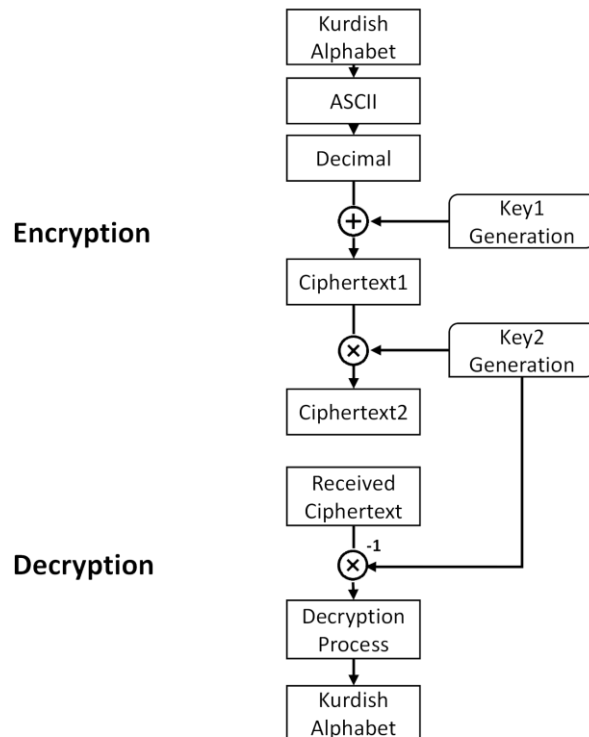 Kurdish
Alphabet
ASCII
Decimal
Encryption
+
Key1
Generation
Ciphertext1
×
Key2
Generation
Ciphertext2
Received
Ciphertext
Decryption
×
-1
Decryption
Process
Kurdish
Alphabet